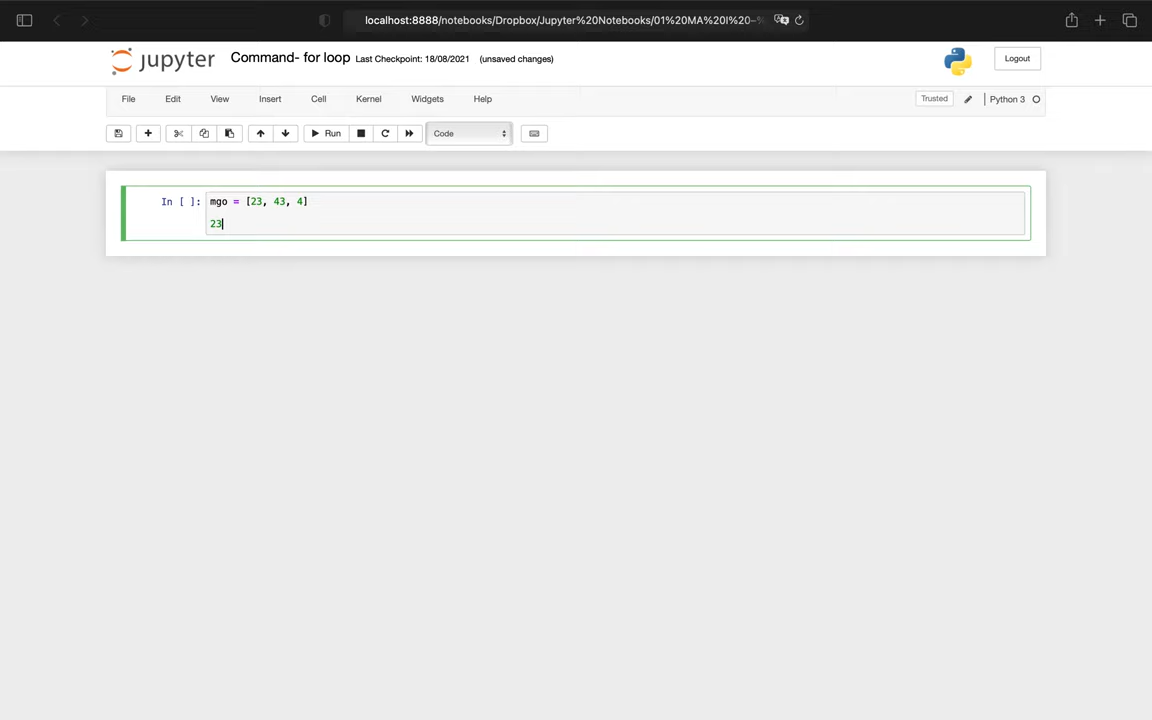 localhost:8888/notebooks/Dropbox/Jupyter%20Notebooks/01%20MA%20I%20–%
jupyter Command- for loop Last Checkpoint: 18/08/2021 (unsaved changes) Logout
File Edit View Insert Cell Kernel Widgets Help Trusted Python 3
Run Code
In [ ]: mgo = [23, 43, 4]
23